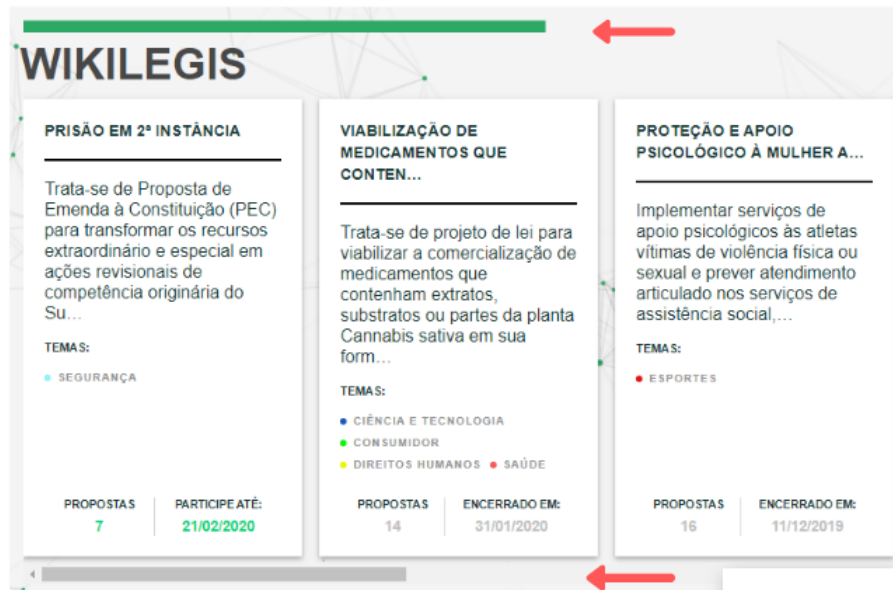 WIKILEGIS
PRISÃO EM 2ª INSTÂNCIA
Trata-se de Proposta de
Emenda à Constituição (PEC)
para transformar os recursos
extraordinário e especial em
ações revisionais de
competência originária do
Su...
TEMAS:
SEGURANÇA
PROPOSTAS
7
PARTICIPE ATÉ:
21/02/2020
VIABILIZAÇÃO DE
MEDICAMENTOS QUE
CONTEN...
Trata-se de projeto de lei para
viabilizar a comercialização de
medicamentos que
contenham extratos,
substratos ou partes da planta
Cannabis sativa em sua
form...
TEMAS:
CIÊNCIA E TECNOLOGIA
CONSUMIDOR
DIREITOS HUMANOS SAÚDE
PROPOSTAS
14
ENCERRADO EM:
31/01/2020
PROTEÇÃO E APOIO
PSICOLÓGICO À MULHER A...
Implementar serviços de
apoio psicológicos às atletas
vítimas de violência física ou
sexual e prever atendimento
articulado nos serviços de
assistência social,...
TEMAS:
ESPORTES
PROPOSTAS
16
ENCERRADO EM:
11/12/2019